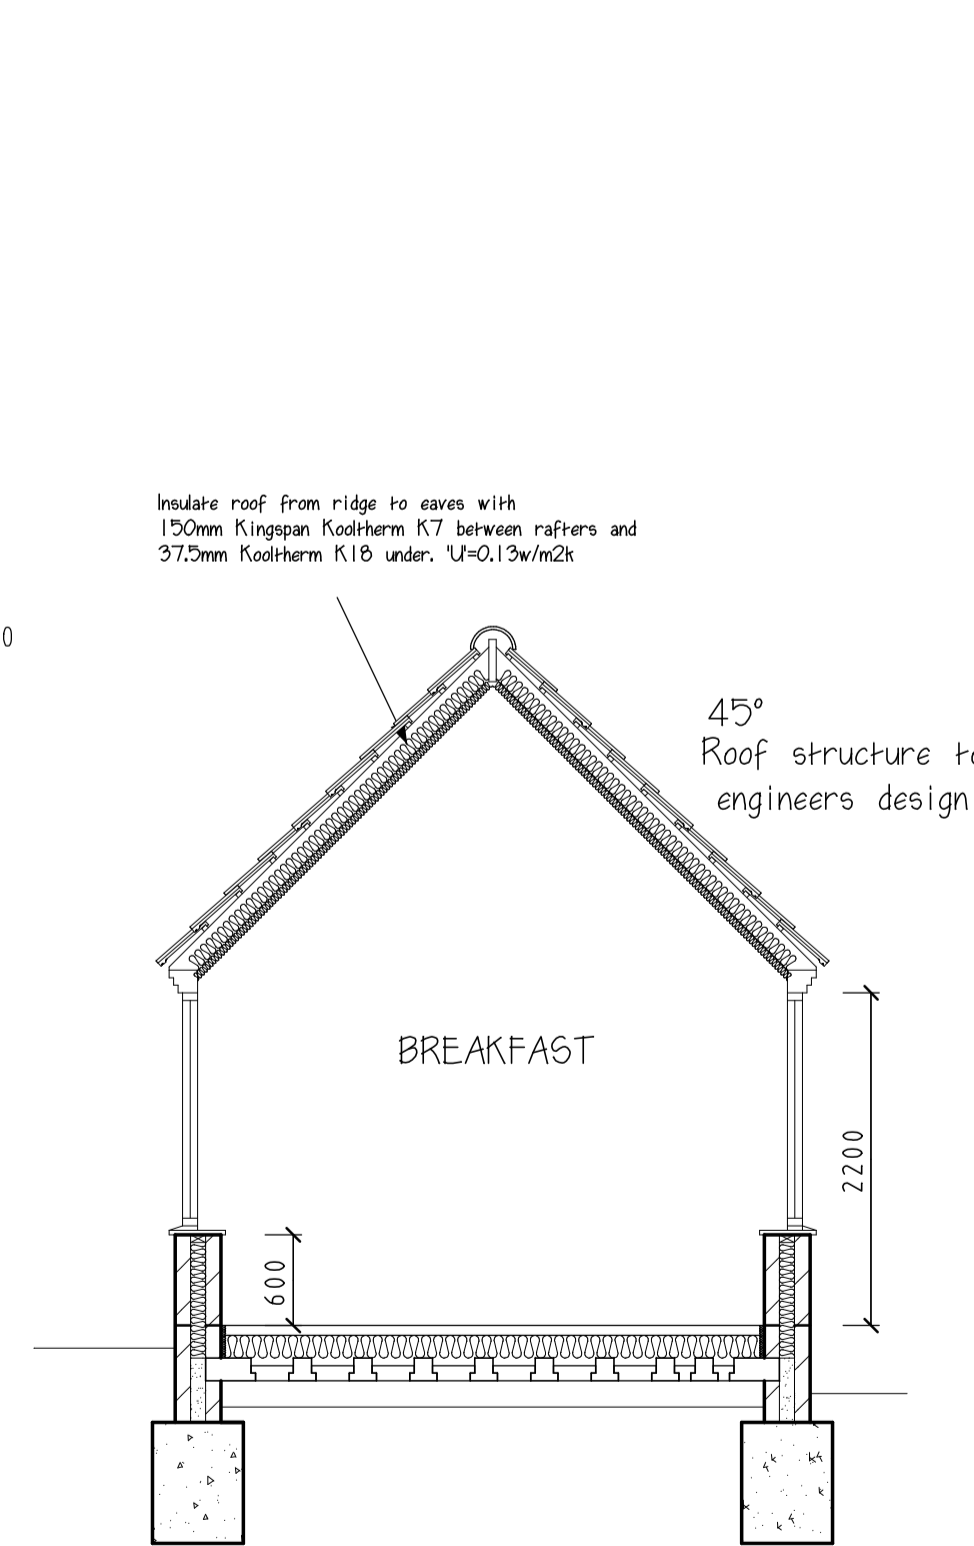 Insulate roof from ridge to eaves with
150mm Kingspan Kooltherm K7 between rafters and
37.5mm Kooltherm K18 under. 'U'=0.13w/m2k
0
45°
Roof structure
engineers design
BREAKFAST
2200
600